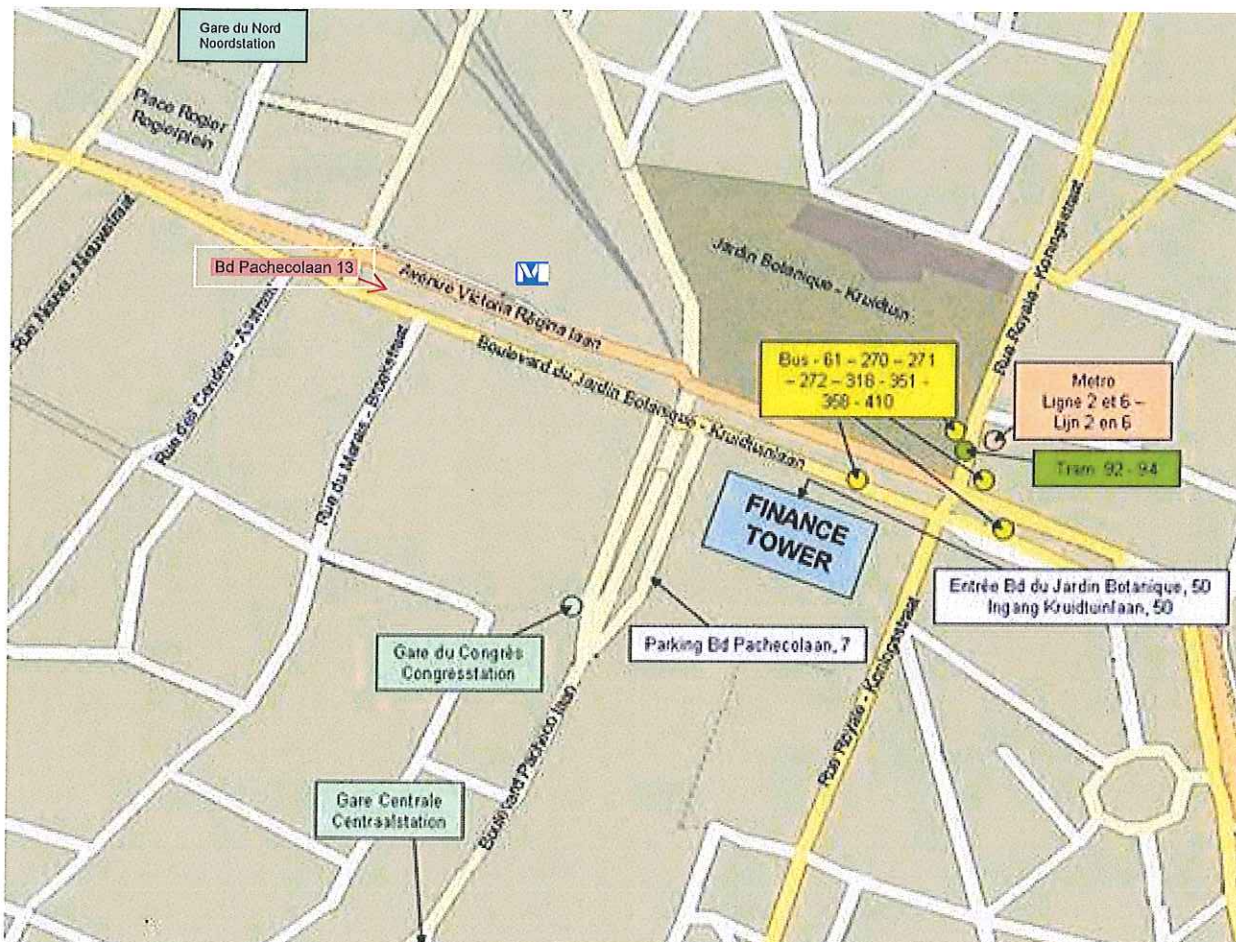 Gare du Nord
Noordstation
Place Rogier
Rogierplein
Rue Neuve - Nieuwstraat
Bd Pachecolaan 13
Avenue Victoria Régina laan
M
Jardin Botanique - Kruidtuin
Rue Royale - Koningsstraat
Boulevard du Jardin Botanique - Kruidtuinlaan
Bus - 61 – 270 – 271
– 272 – 318 - 351 -
358 - 410
Metro
Ligne 2 et 6 –
Lijn 2 en 6
Tram 92 - 94
Rue du Marais - Broekstraat
FINANCE
TOWER
Entrée Bd du Jardin Botanique, 50
Ingang Kruidtuinlaan, 50
Gare du Congrès
Congresstation
Parking Bd Pachecolaan, 7
Rue Royale - Koningsstraat
Boulevard Pacheco laan
Gare Centrale
Centraalstation